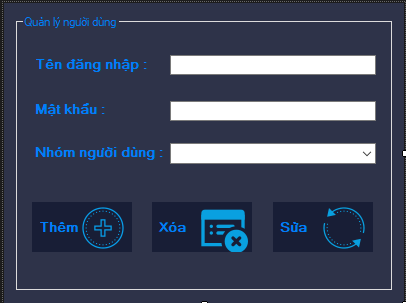 Quản lý người dùng
Tên đăng nhập :
Mật khẩu :
Nhóm người dùng :
Thêm
Xóa
Sửa